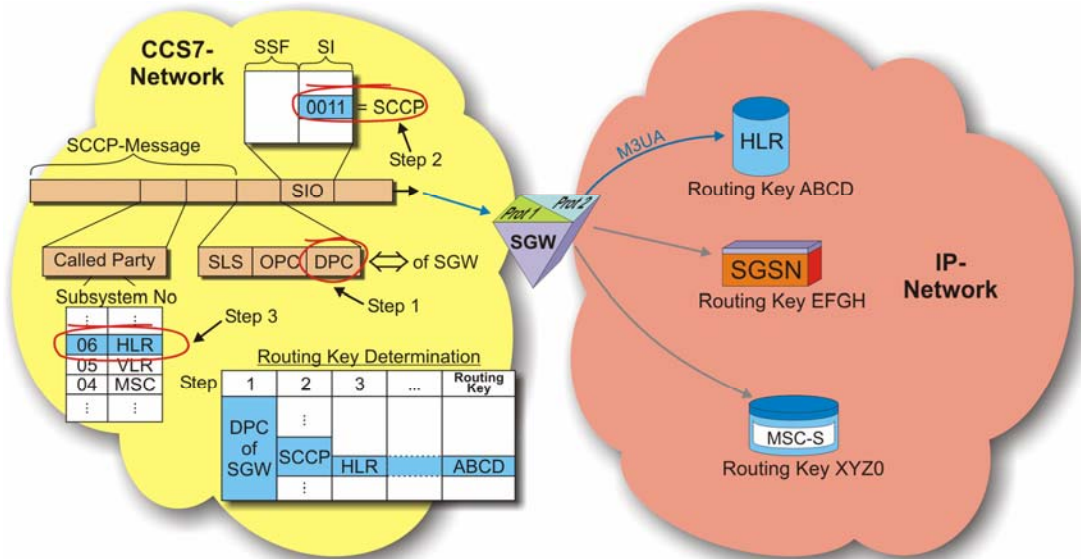 CCS7-
Network
SSF SI
0011 = SCCP
Step 2
SCCP-Message
SIO
Called Party
SLS OPC DPC of SGW
Step 1
Subsystem No
⋮ ⋮
06 HLR
05 VLR
04 MSC
⋮ ⋮
Step 3
Routing Key Determination
Step 1 2 3 ... Routing
Key
DPC
of
SGW
⋮
SCCP
⋮
HLR
ABCD
Prot 1 Prot 2
SGW
M3UA
HLR
Routing Key ABCD
SGSN
Routing Key EFGH
IP-
Network
MSC-S
Routing Key XYZ0